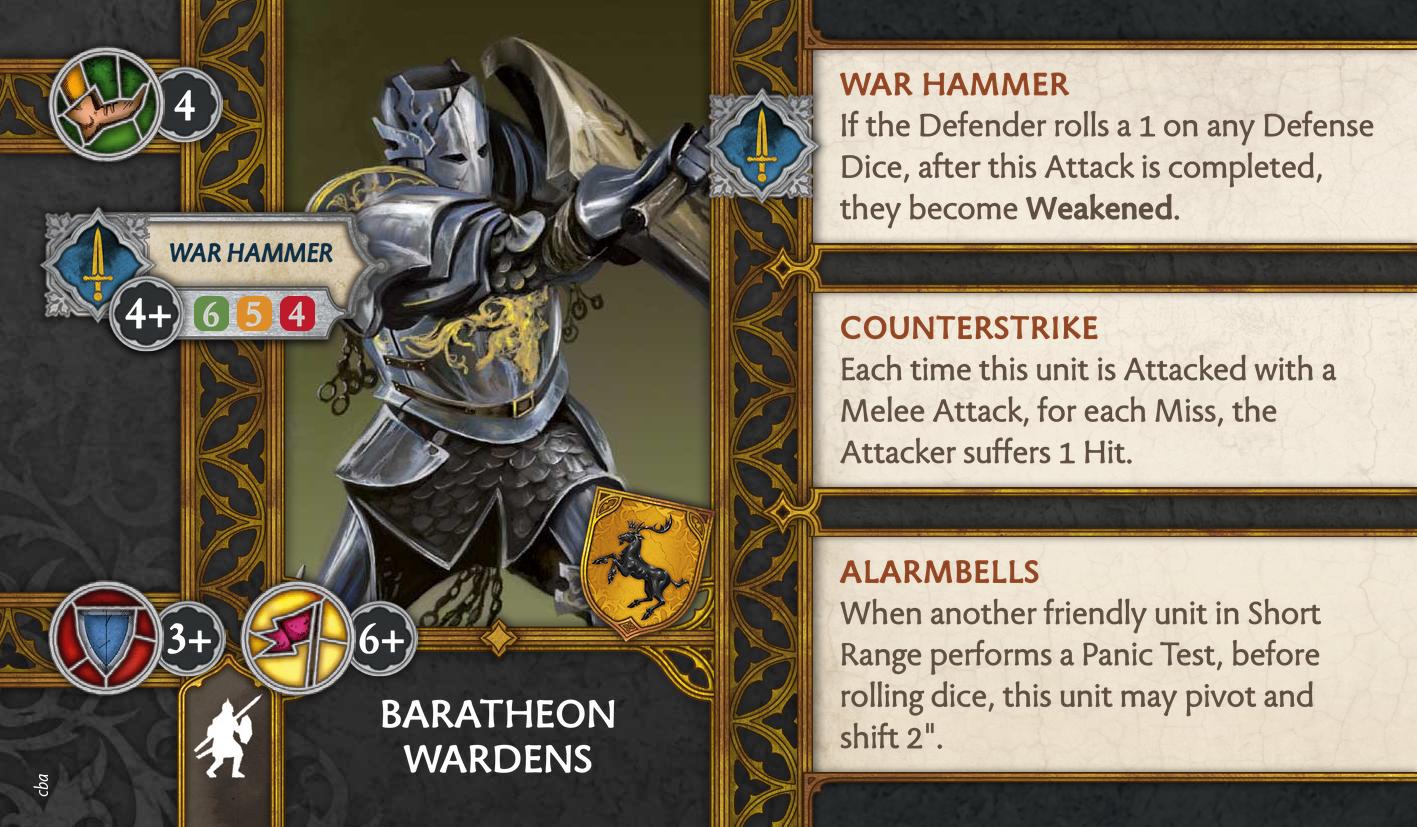 4
WAR HAMMER
4+ 6 5 4
3+ 6+
BARATHEON
WARDENS
cba
WAR HAMMER
If the Defender rolls a 1 on any Defense
Dice, after this Attack is completed,
they become Weakened.
COUNTERSTRIKE
Each time this unit is Attacked with a
Melee Attack, for each Miss, the
Attacker suffers 1 Hit.
ALARMBELLS
When another friendly unit in Short
Range performs a Panic Test, before
rolling dice, this unit may pivot and
shift 2".